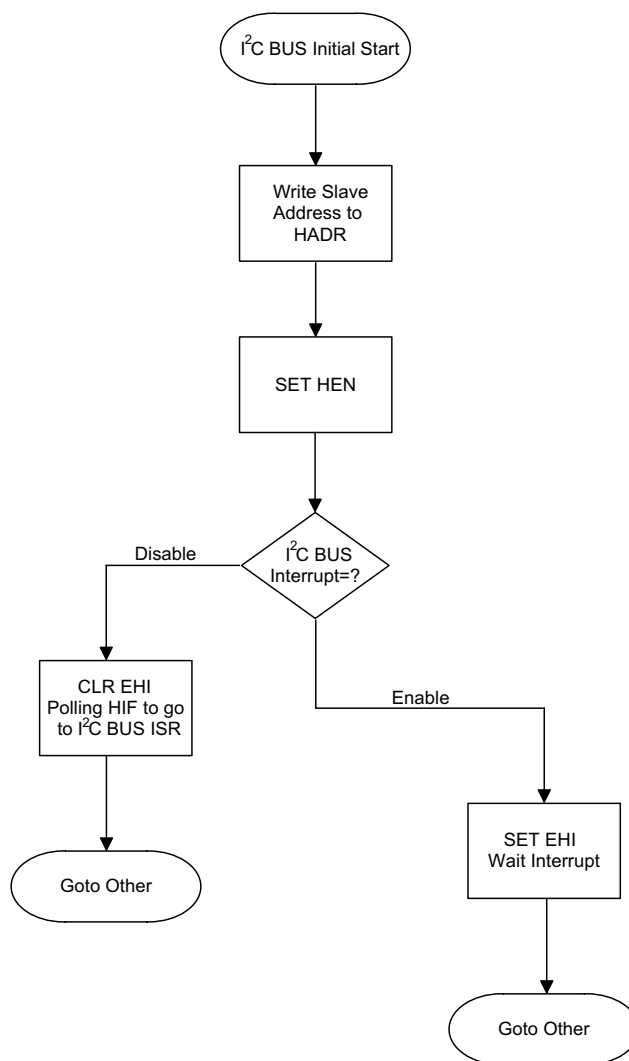 I²C BUS Initial Start
Write Slave
Address to
HADR
SET HEN
I²C BUS
Interrupt=?
Disable
CLR EHI
Polling HIF to go
to I²C BUS ISR
Goto Other
Enable
SET EHI
Wait Interrupt
Goto Other